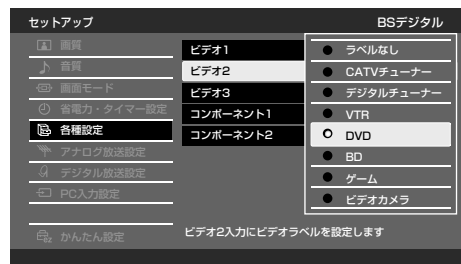 セットアップ
BSデジタル
画質
音質
画面モード
省電力・タイマー設定
各種設定
アナログ放送設定
デジタル放送設定
PC入力設定
かんたん設定
ビデオ1
ビデオ2
ビデオ3
コンポーネント1
コンポーネント2
ラベルなし
CATVチューナー
デジタルチューナー
VTR
DVD
BD
ゲーム
ビデオカメラ
ビデオ2入力にビデオラベルを設定します